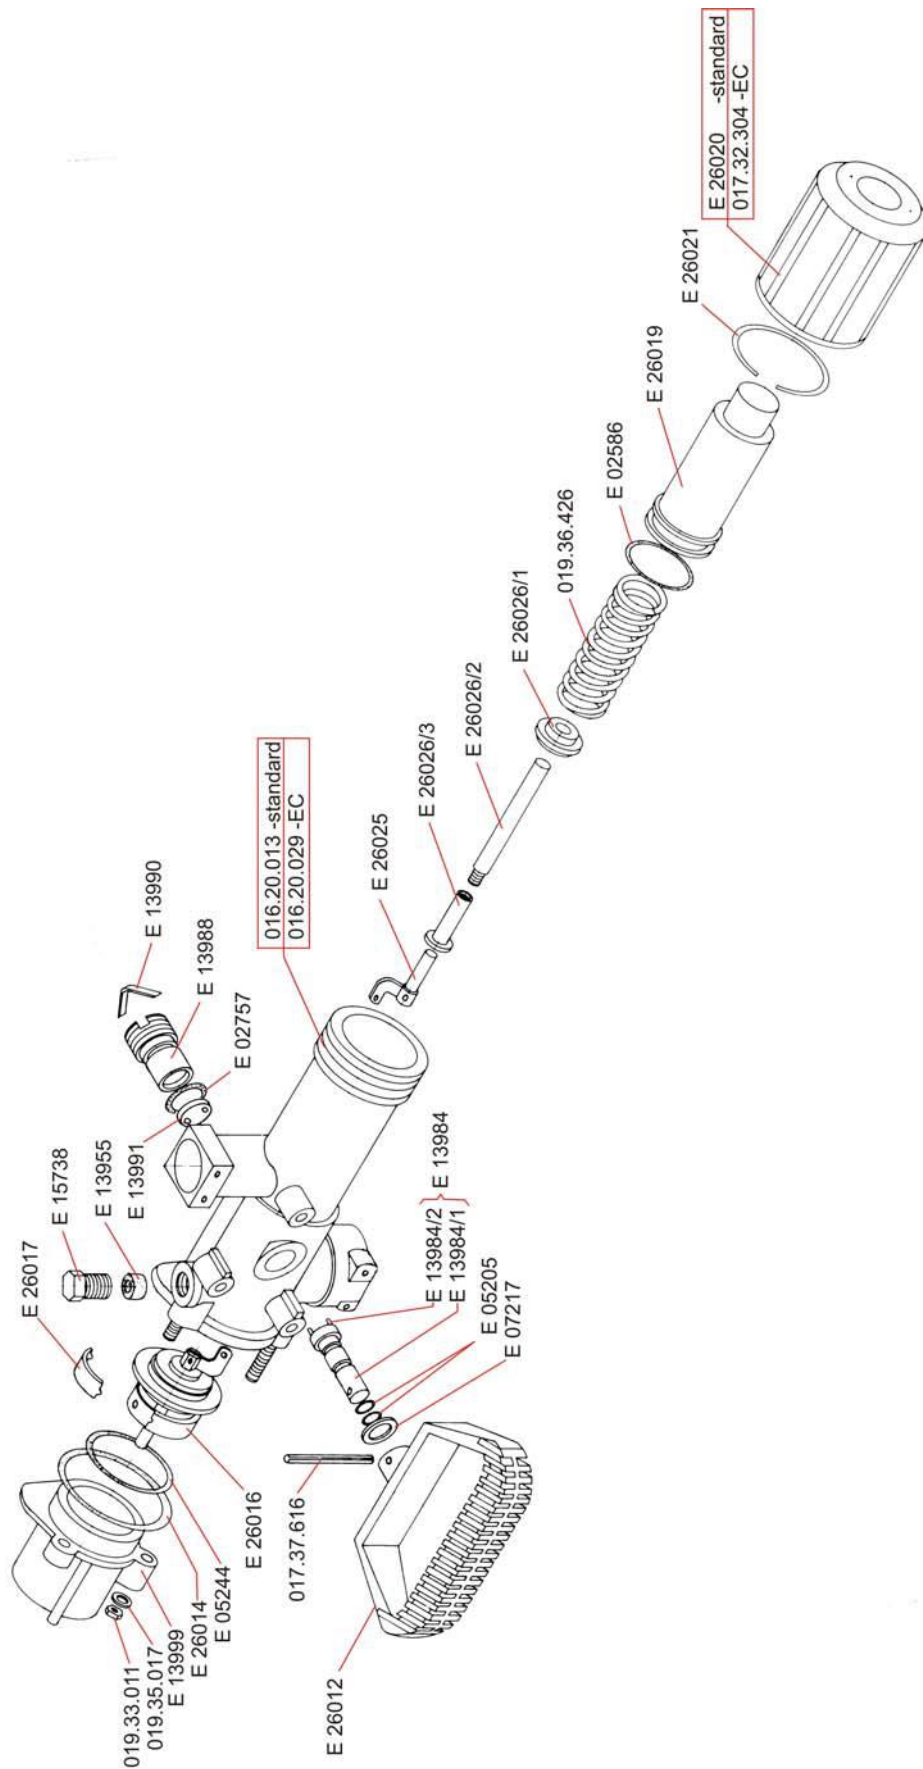 E 26020 -standard
017.32.304 -EC
E 26021
E 26019
E 02586
019.36.426
E 26026/1
E 26026/2
E 26026/3
E 26025
016.20.013 -standard
016.20.029 -EC
E 13990
E 13988
E 02757
E 13991
E 13955
E 15738
E 26017
E 13984/2
E 13984/1
E 13984
E 05205
E 07217
017.37.616
E 26012
E 26016
E 05244
E 26014
E 13999
019.35.017
019.33.011